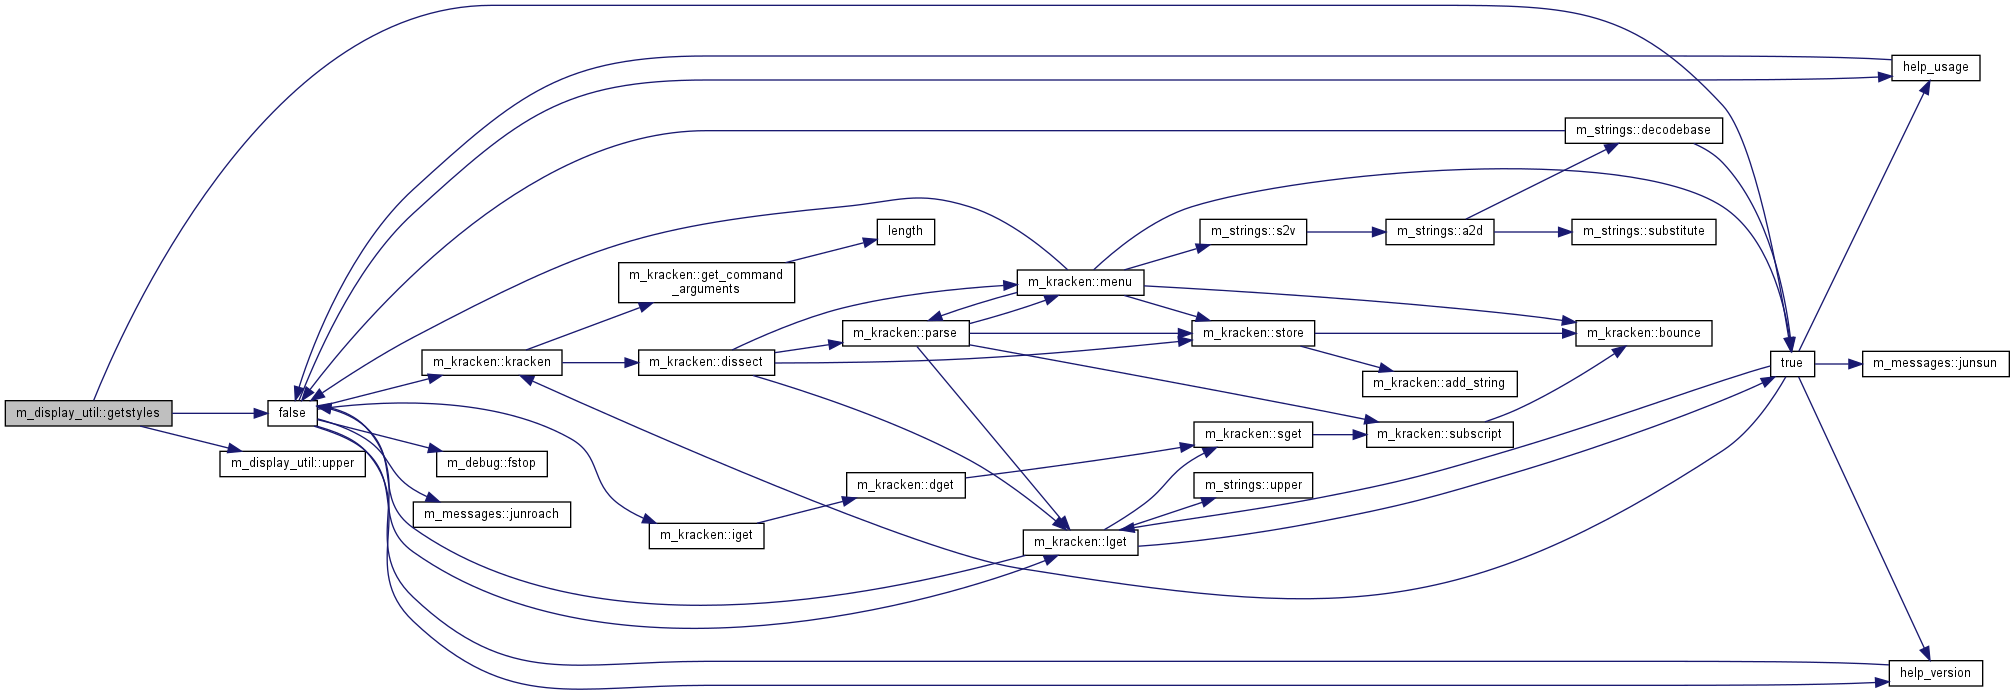 help_usage
m_strings::decodebase
length
m_strings::s2v
m_strings::a2d
m_strings::substitute
m_kracken::get_command
_arguments
m_kracken::menu
m_kracken::parse
m_kracken::store
m_kracken::bounce
m_kracken::kracken
m_kracken::dissect
true
m_messages::junsun
m_kracken::add_string
m_display_util::getstyles
false
m_kracken::sget
m_kracken::subscript
m_display_util::upper
m_debug::fstop
m_kracken::dget
m_strings::upper
m_messages::junroach
m_kracken::iget
m_kracken::lget
help_version